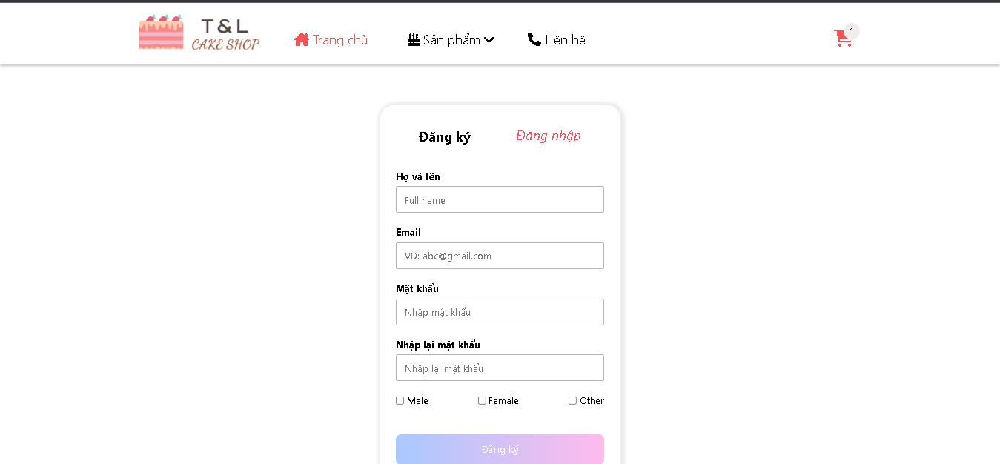 T & L
CAKE SHOP
Trang chủ
Sản phẩm
Liên hệ
1
Đăng ký
Đăng nhập
Họ và tên
Full name
Email
VD: abc@gmail.com
Mật khẩu
Nhập mật khẩu
Nhập lại mật khẩu
Nhập lại mật khẩu
Male Female Other
Đăng ký